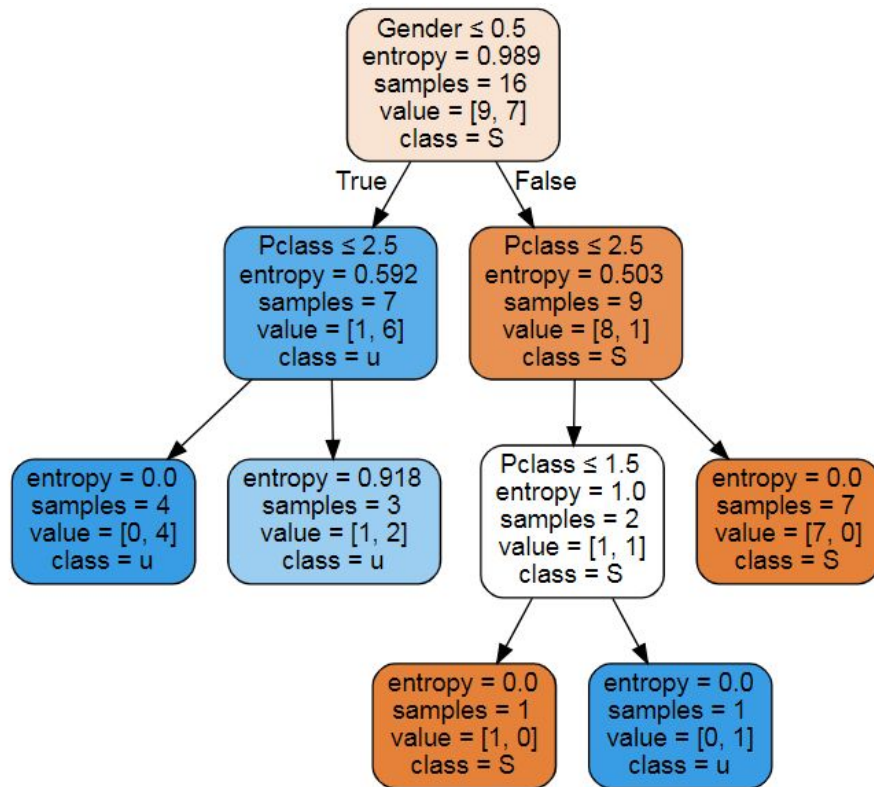 Gender ≤ 0.5
entropy = 0.989
samples = 16
value = [9, 7]
class = S
True
False
Pclass ≤ 2.5
entropy = 0.592
samples = 7
value = [1, 6]
class = u
Pclass ≤ 2.5
entropy = 0.503
samples = 9
value = [8, 1]
class = S
entropy = 0.0
samples = 4
value = [0, 4]
class = u
entropy = 0.918
samples = 3
value = [1, 2]
class = u
Pclass ≤ 1.5
entropy = 1.0
samples = 2
value = [1, 1]
class = S
entropy = 0.0
samples = 7
value = [7, 0]
class = S
entropy = 0.0
samples = 1
value = [1, 0]
class = S
entropy = 0.0
samples = 1
value = [0, 1]
class = u